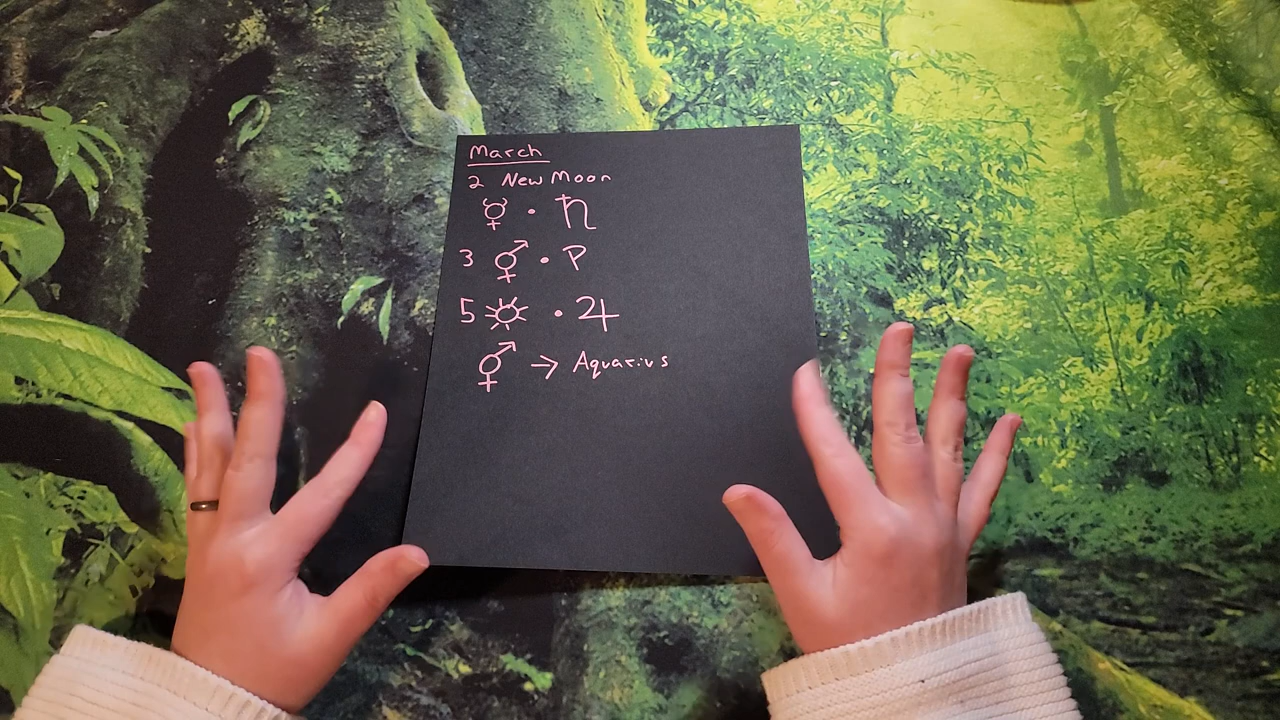 March
2 New Moon
☿ • ♄
3 ⚥ • P
5 ☼ • ♃
⚥ → Aquarius